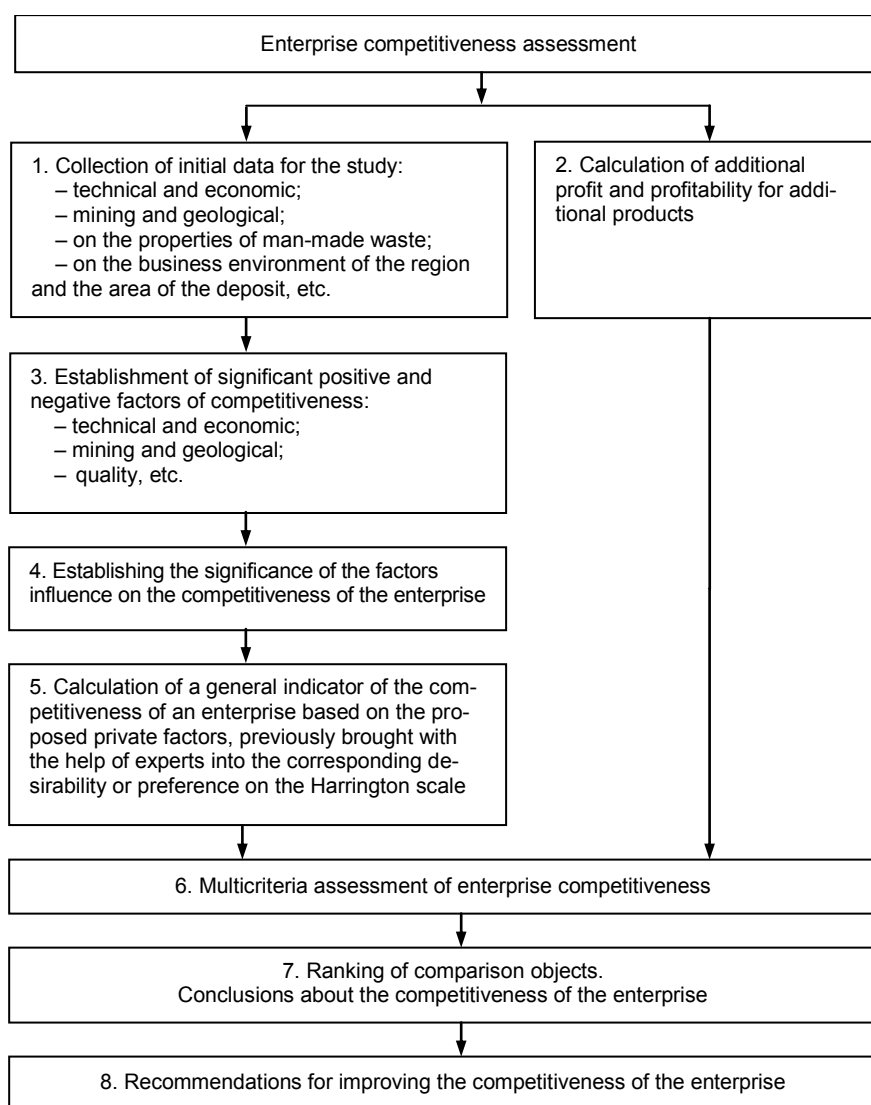 Enterprise competitiveness assessment
1. Collection of initial data for the study:
– technical and economic;
– mining and geological;
– on the properties of man-made waste;
– on the business environment of the region
and the area of the deposit, etc.
2. Calculation of additional
profit and profitability for addi-
tional products
3. Establishment of significant positive and
negative factors of competitiveness:
– technical and economic;
– mining and geological;
– quality, etc.
4. Establishing the significance of the factors
influence on the competitiveness of the enterprise
5. Calculation of a general indicator of the com-
petitiveness of an enterprise based on the pro-
posed private factors, previously brought with
the help of experts into the corresponding de-
sirability or preference on the Harrington scale
6. Multicriteria assessment of enterprise competitiveness
7. Ranking of comparison objects.
Conclusions about the competitiveness of the enterprise
8. Recommendations for improving the competitiveness of the enterprise